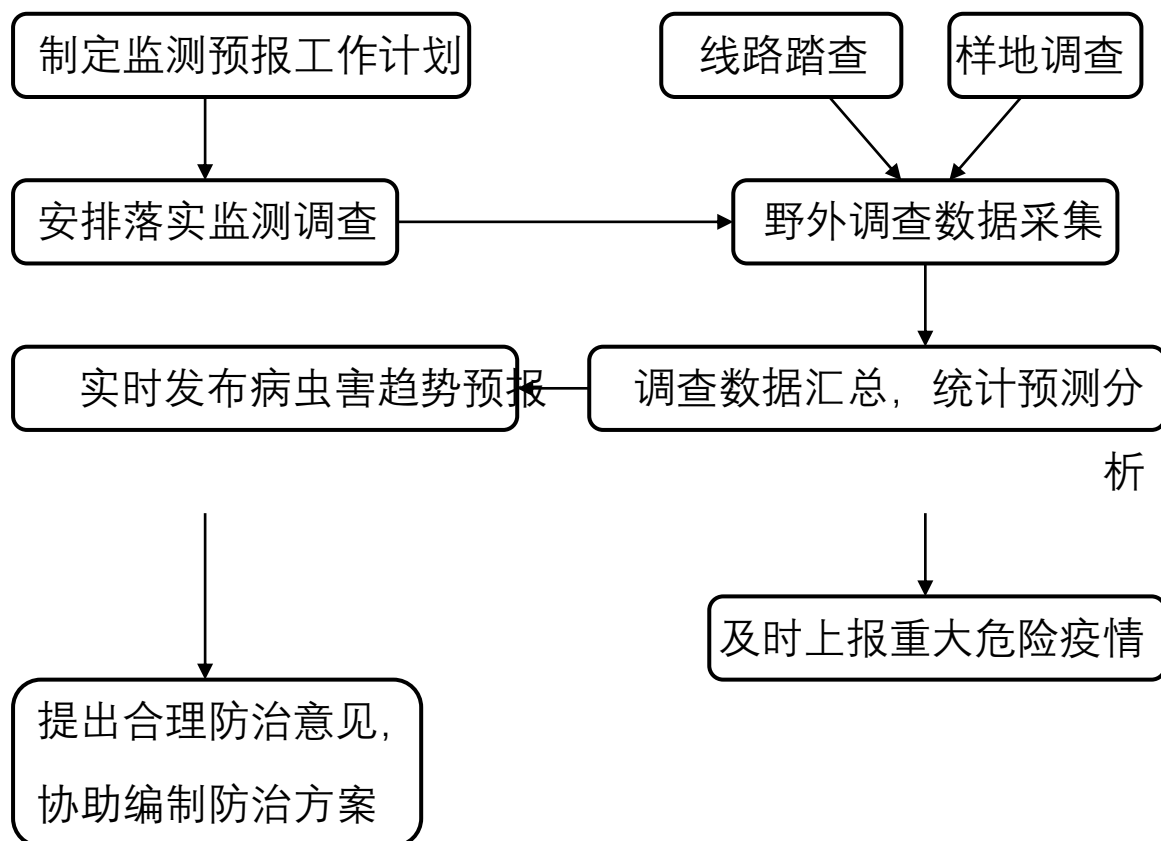 制定监测预报工作计划
线路踏查
样地调查
安排落实监测调查
野外调查数据采集
实时发布病虫害趋势预报
调查数据汇总，统计预测分
析
及时上报重大危险疫情
提出合理防治意见，
协助编制防治方案